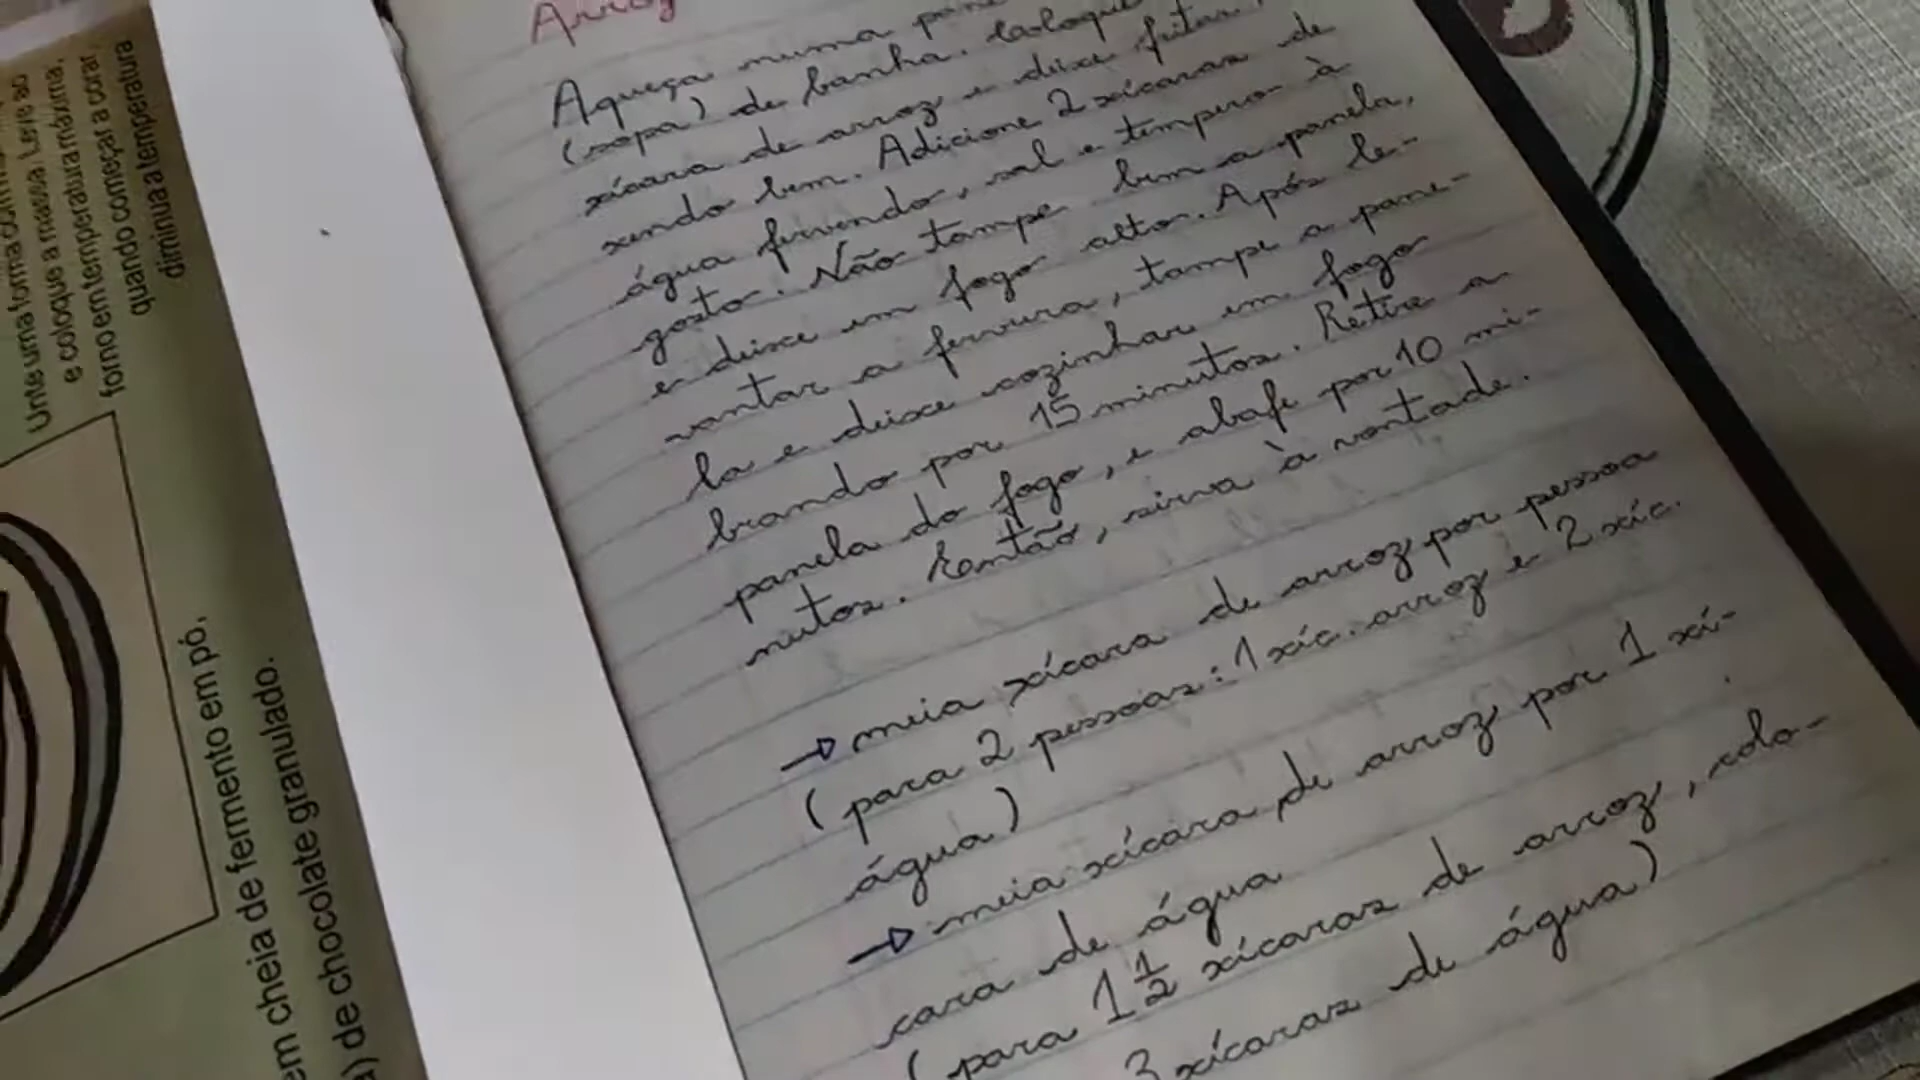 Unte uma forma com
e coloque a massa. Leve ao
forno em temperatura máxima,
quando começar a corar,
diminua a temperatura
em cheia de fermento em pó,
) de chocolate granulado.
Arroz
Aqueça numa
(sopa) de banha. Coloque
xícara de arroz e deixe fritar
xendo bem. Adicione 2 xícaras de
água fervendo, sal e tempero à
gosto. Não tampe bem a panela,
e deixe em fogo alto. Após le-
vantar a fervura, tampe a pane-
la e deixe cozinhar em fogo
brando por 15 minutos. Retire a
panela do fogo, e abafe por 10 mi-
nutos. Então, sirva à vontade.
→ meia xícara de arroz por pessoa
(para 2 pessoas: 1 xíc. arroz e 2 xíc.
água)
→ meia xícara de arroz por 1 xí-
cara de água
(para 1 1/2 xícaras de arroz, colo-
3 xícaras de água)